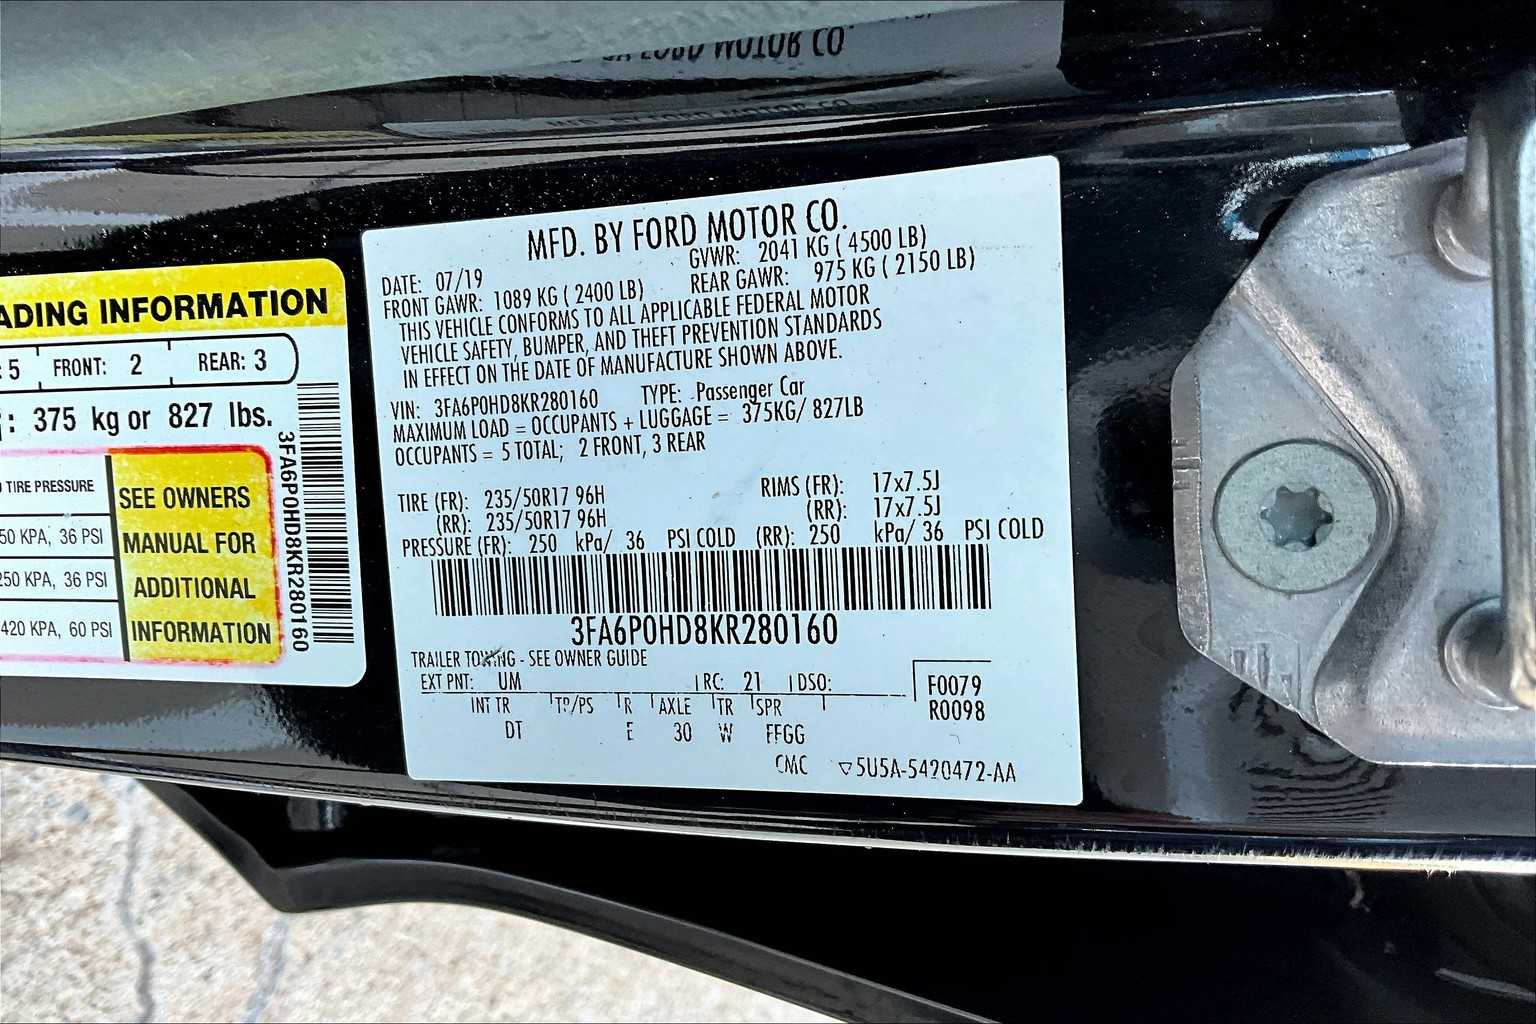 MOTOR CO.
ADING INFORMATION
: 5 FRONT: 2 REAR: 3
: 375 kg or 827 lbs.
TIRE PRESSURE
50 KPA, 36 PSI
250 KPA, 36 PSI
420 KPA, 60 PSI
SEE OWNERS
MANUAL FOR
ADDITIONAL
INFORMATION
3FA6P0HD8KR280160
MFD. BY FORD MOTOR CO.
DATE: 07/19 GVWR: 2041 KG ( 4500 LB)
FRONT GAWR: 1089 KG ( 2400 LB) REAR GAWR: 975 KG ( 2150 LB)
THIS VEHICLE CONFORMS TO ALL APPLICABLE FEDERAL MOTOR
VEHICLE SAFETY, BUMPER, AND THEFT PREVENTION STANDARDS
IN EFFECT ON THE DATE OF MANUFACTURE SHOWN ABOVE.
VIN: 3FA6P0HD8KR280160 TYPE: Passenger Car
MAXIMUM LOAD = OCCUPANTS + LUGGAGE = 375KG/ 827LB
OCCUPANTS = 5 TOTAL; 2 FRONT, 3 REAR
TIRE (FR): 235/50R17 96H RIMS (FR): 17x7.5J
(RR): 235/50R17 96H (RR): 17x7.5J
PRESSURE (FR): 250 kPa/ 36 PSI COLD (RR): 250 kPa/ 36 PSI COLD
3FA6P0HD8KR280160
TRAILER TOWING - SEE OWNER GUIDE
EXT PNT: UM RC: 21 DSO: F0079
INT TR TP/PS R AXLE TR SPR R0098
DT E 30 W FFGG
CMC ▽5U5A-5420472-AA